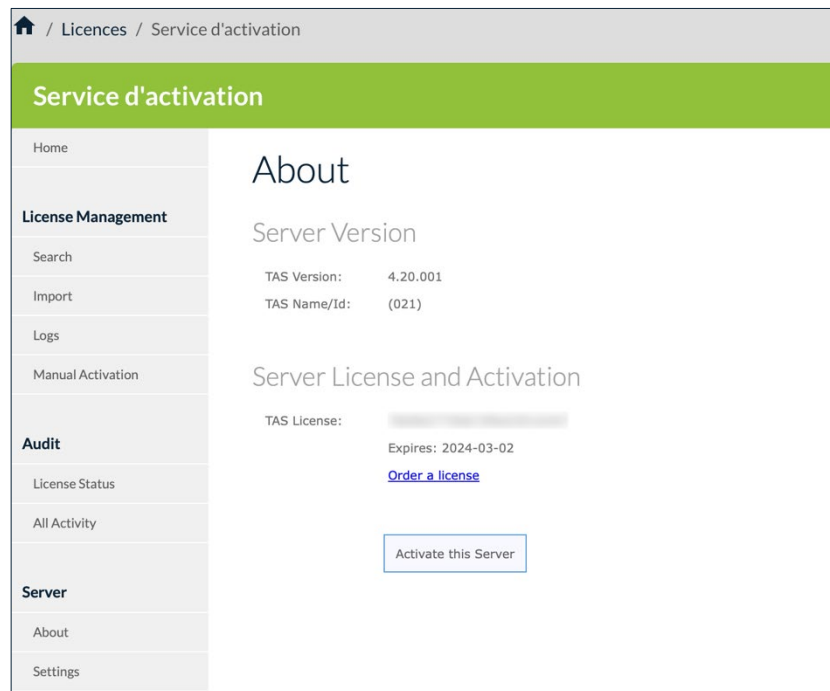 / Licences / Service d'activation
Service d'activation
Home
License Management
Search
Import
Logs
Manual Activation
Audit
License Status
All Activity
Server
About
Settings
About
Server Version
TAS Version: 4.20.001
TAS Name/Id: (021)
Server License and Activation
TAS License:
Expires: 2024-03-02
Order a license
Activate this Server